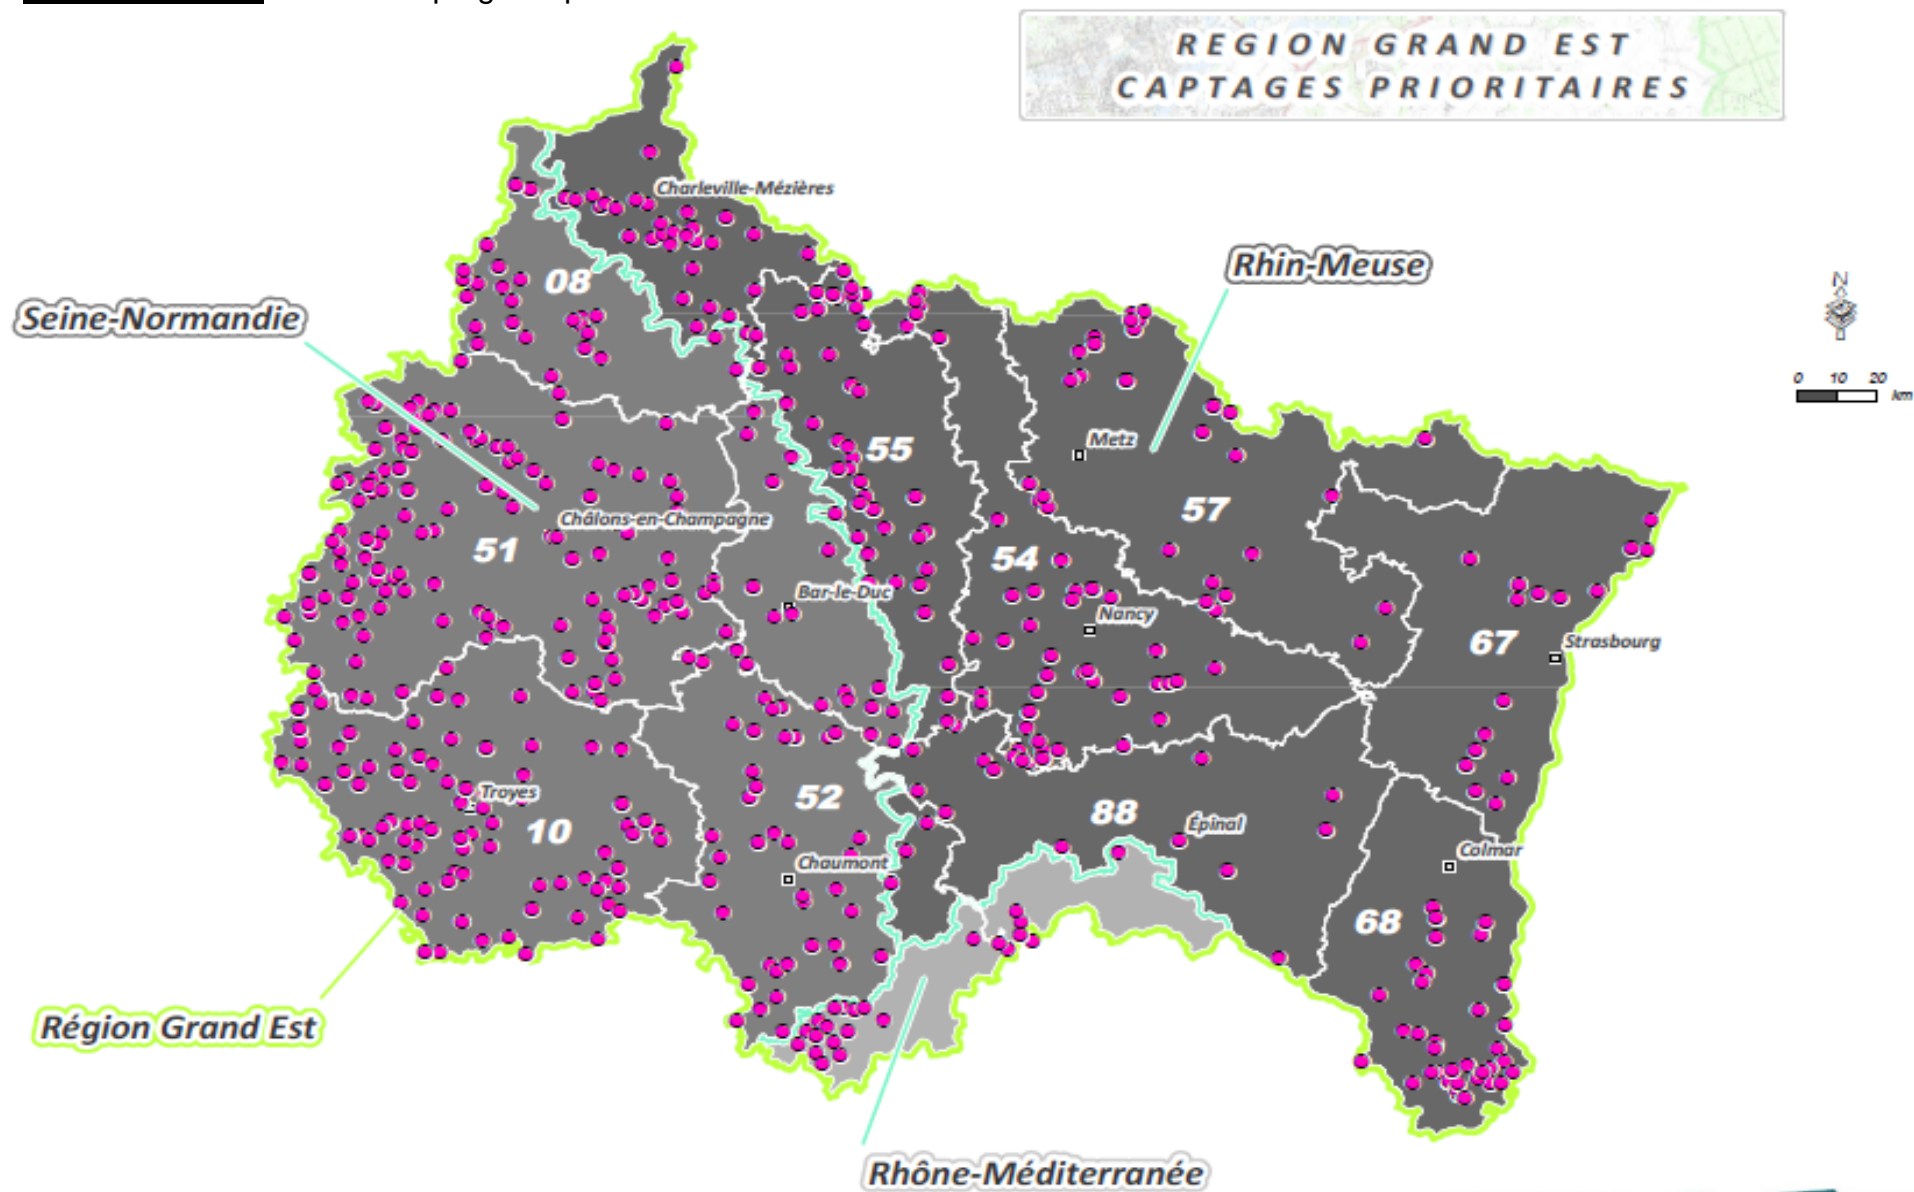 REGION GRAND EST
CAPTAGES PRIORITAIRES
Charleville-Mézières
Rhin-Meuse
08
Seine-Normandie
N
0 10 20
km
55
Metz
57
Châlons-en-Champagne
51
54
Bar-le-Duc
Nancy
67
Strasbourg
Troyes
52
10
88
Épinal
Chaumont
Colmar
68
Région Grand Est
Rhône-Méditerranée